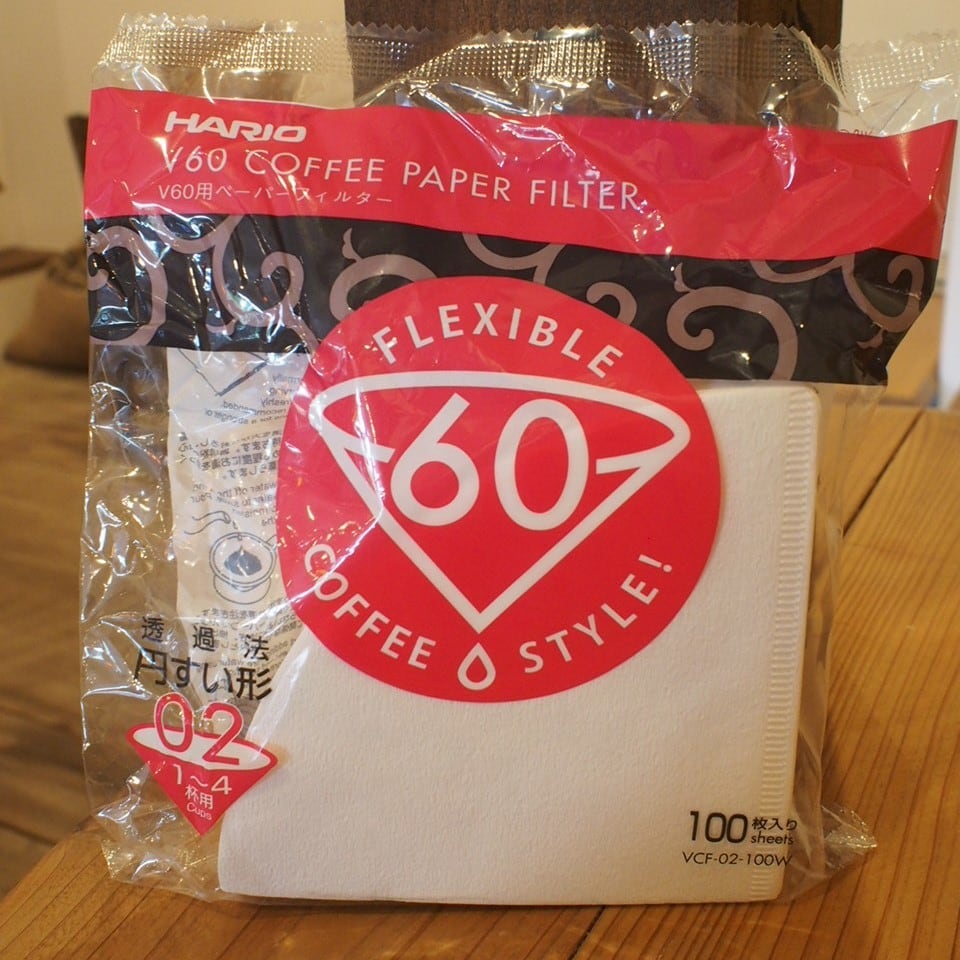 HARIO
V60 COFFEE PAPER FILTER
V60用ペーパーフィルター
FLEXIBLE
60
COFFEE STYLE!
透過法
円すい形
02
1〜4
杯用
Cups
100枚入り
sheets
VCF-02-100W